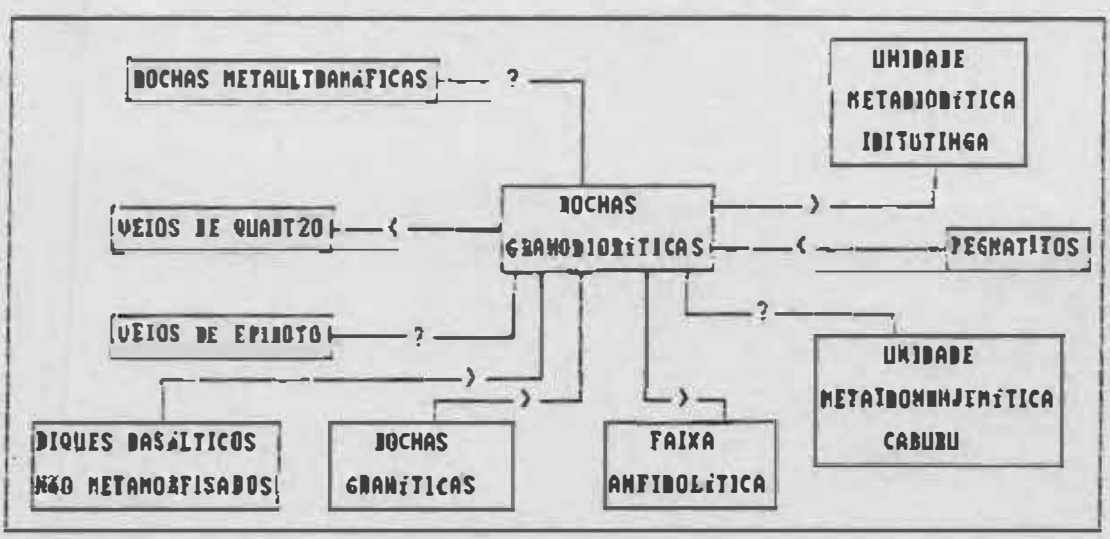 ROCHAS METAULTRAMÁFICAS
?
UNIDADE
METADIORÍTICA
IBITUTINGA
ROCHAS
GRANODIORÍTICAS
>
VEIOS DE QUARTZO
<
<
PEGMATITOS
VEIOS DE EPIDOTO
?
?
UNIDADE
METATRONDHJEMÍTICA
CABURU
>
>
>
DIQUES BASÁLTICOS
NÃO METAMORFISADOS
ROCHAS
GRANÍTICAS
FAIXA
ANFIBOLÍTICA